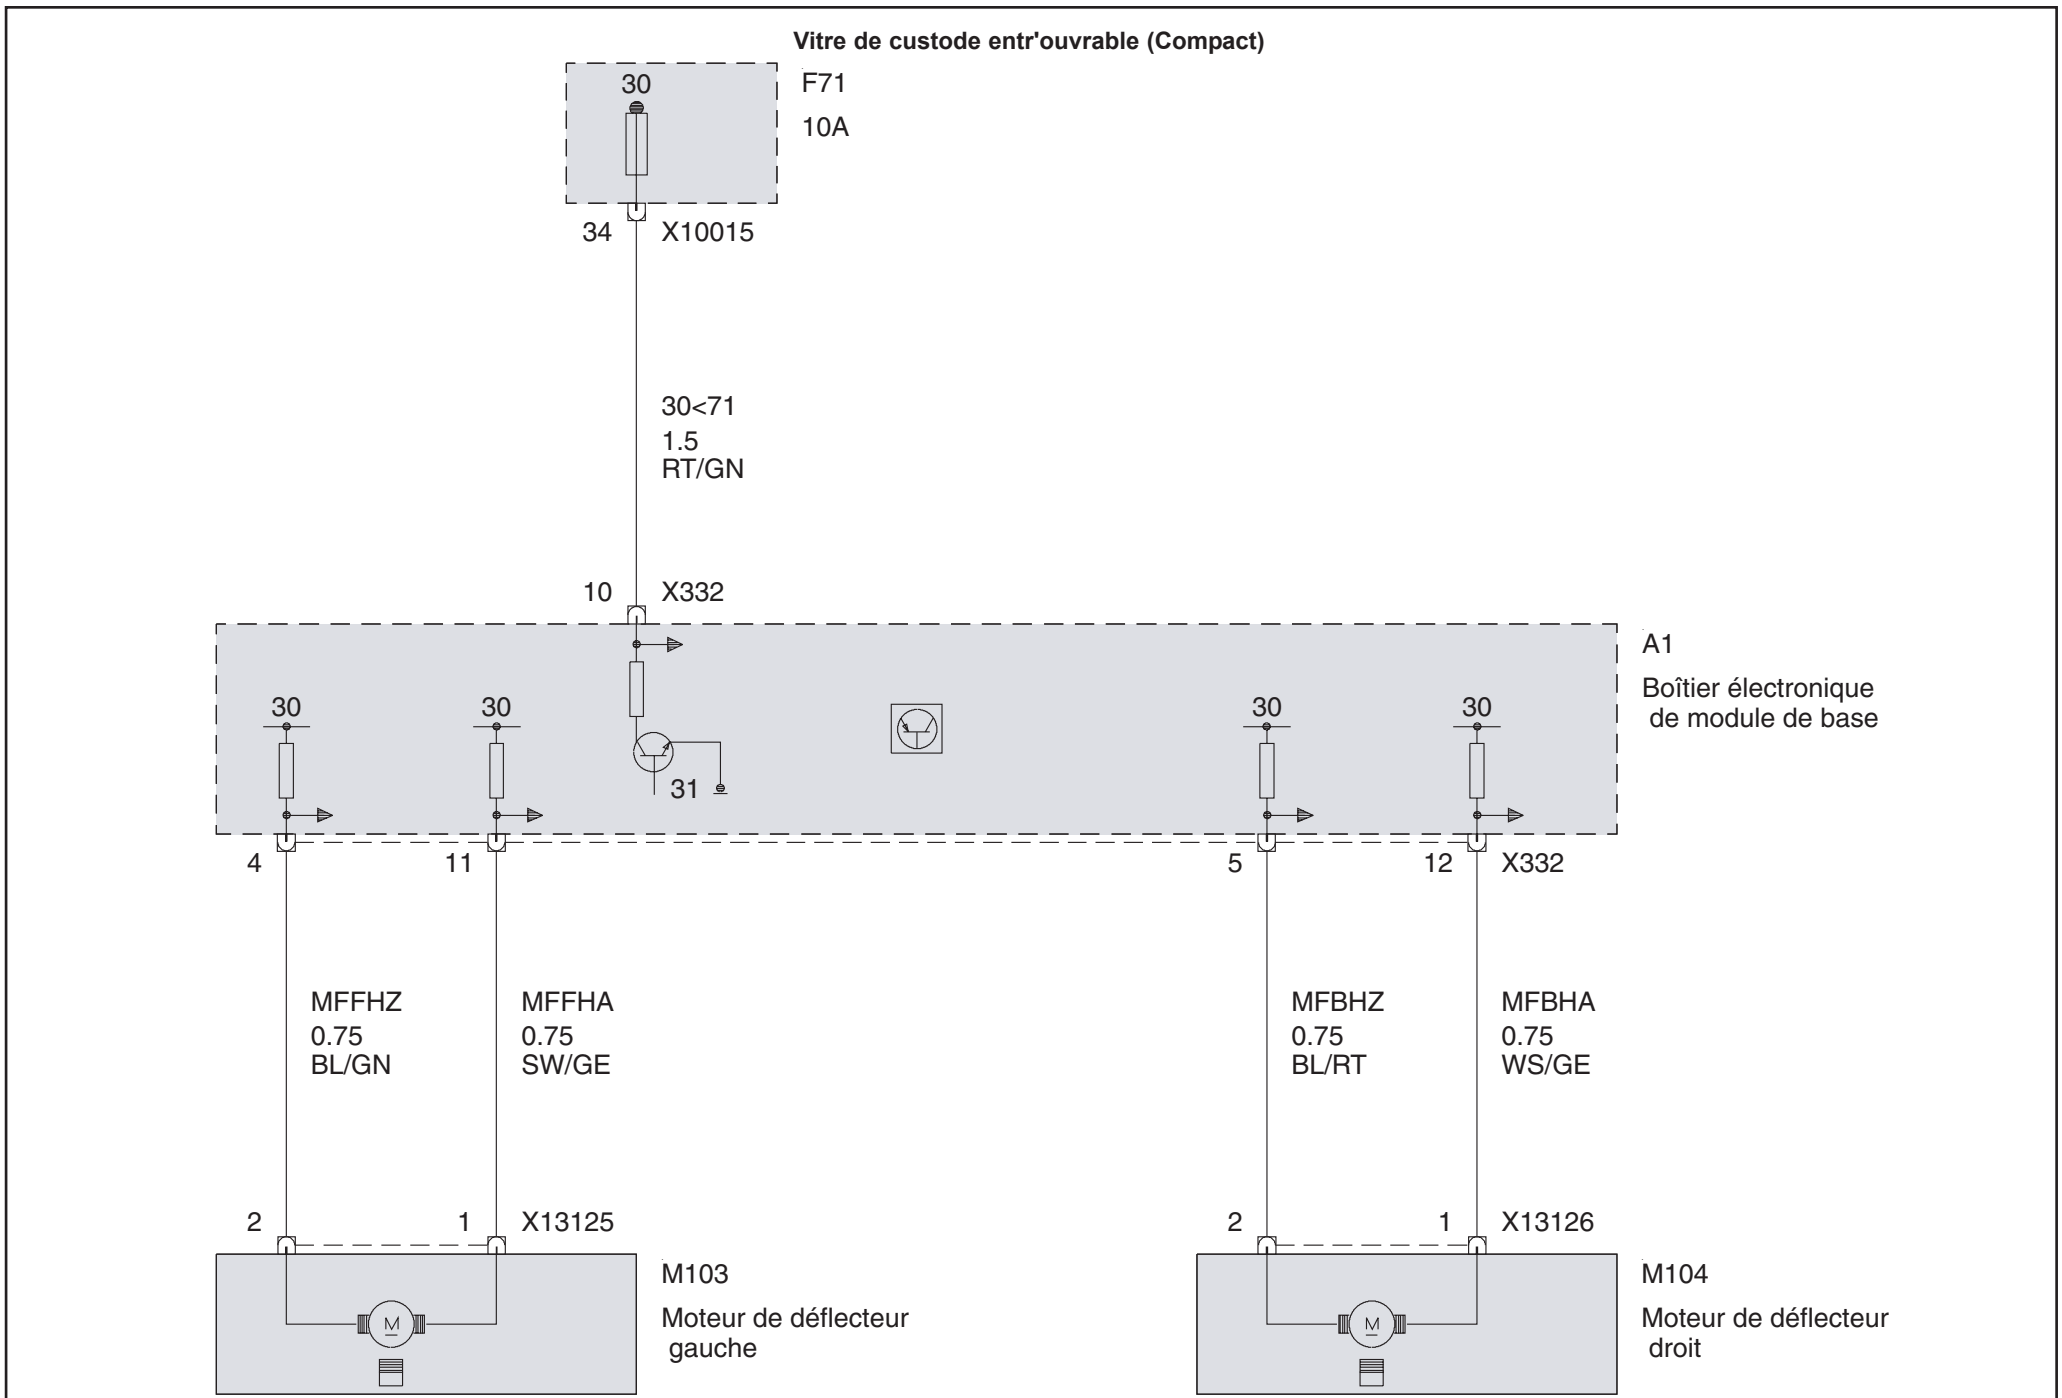 Vitre de custode entr'ouvrable (Compact)
30
F71
10A
34
X10015
30<71
1.5
RT/GN
10
X332
A1
Boîtier électronique
de module de base
30
30
30
30
31
4
11
5
12
X332
MFFHZ
0.75
BL/GN
MFFHA
0.75
SW/GE
MFBHZ
0.75
BL/RT
MFBHA
0.75
WS/GE
2
1
X13125
2
1
X13126
M
M103
Moteur de déflecteur
gauche
M
M104
Moteur de déflecteur
droit